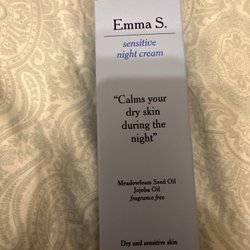 Emma S.
sensitive
night cream
“Calms your
dry skin
during the
night”
Meadowfoam Seed Oil
Jojoba Oil
fragrance free
Dry and sensitive skin